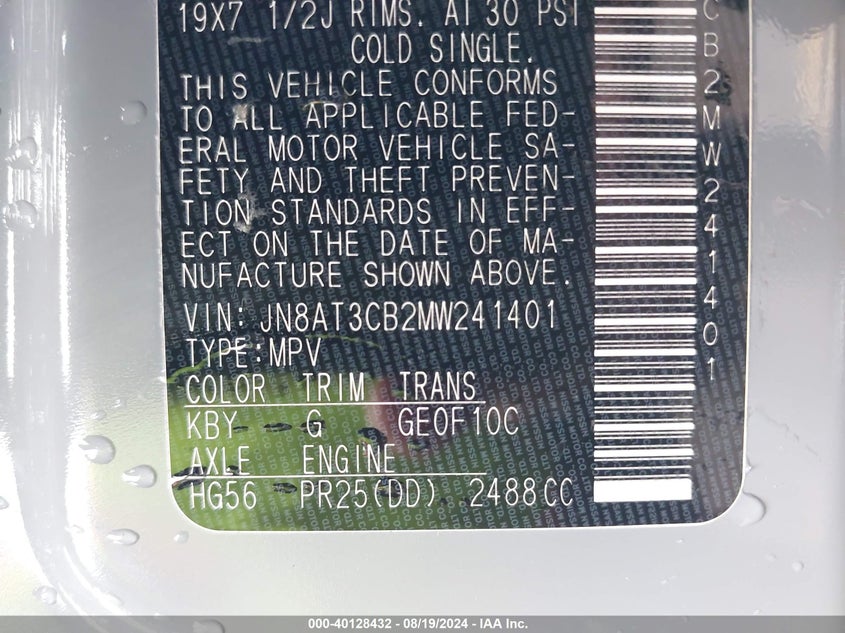 19X7 1/2J RIMS. AT 30 PSI
COLD SINGLE.
THIS VEHICLE CONFORMS
TO ALL APPLICABLE FED-
ERAL MOTOR VEHICLE SA-
FETY AND THEFT PREVEN-
TION STANDARDS IN EFF-
ECT ON THE DATE OF MA-
NUFACTURE SHOWN ABOVE.
VIN: JN8AT3CB2MW241401
TYPE:MPV
COLOR TRIM TRANS
KBY G GE0F10C
AXLE ENGINE
HG56 PR25(DD) 2488CC
CB2MW241401
000-40128432 - 08/19/2024 - IAA Inc.